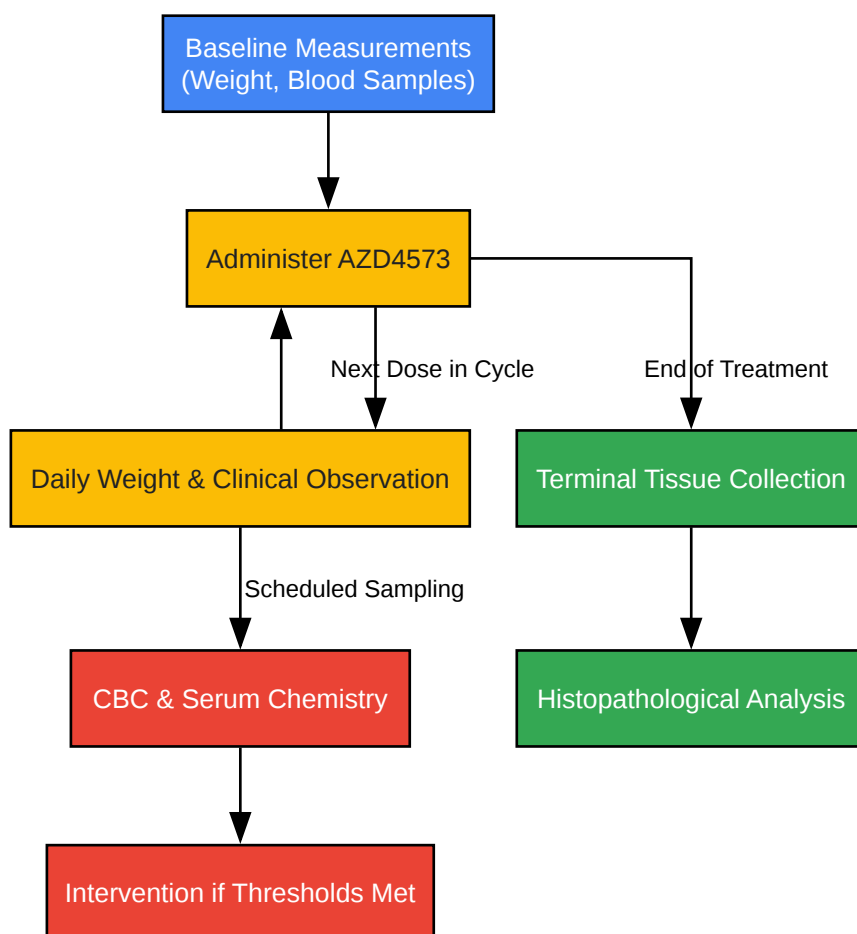 Baseline Measurements
(Weight, Blood Samples)
Administer AZD4573
Next Dose in Cycle
End of Treatment
Daily Weight & Clinical Observation
Terminal Tissue Collection
Scheduled Sampling
CBC & Serum Chemistry
Histopathological Analysis
Intervention if Thresholds Met